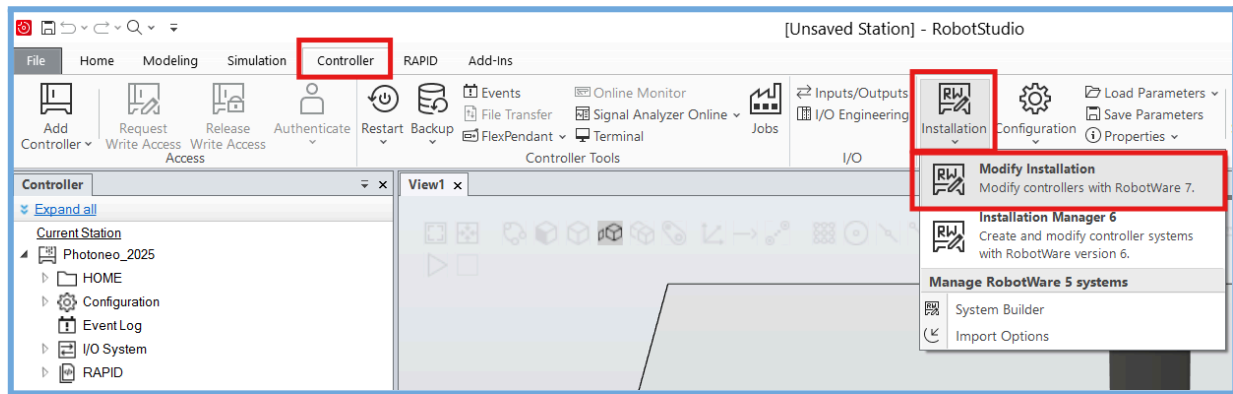 [Unsaved Station] - RobotStudio
File Home Modeling Simulation Controller RAPID Add-Ins
Add Controller
Request Write Access
Release Write Access
Authenticate
Access
Restart
Backup
Events
File Transfer
FlexPendant
Online Monitor
Signal Analyzer Online
Terminal
Jobs
Controller Tools
Inputs/Outputs
I/O Engineering
I/O
RW
Installation
Configuration
Load Parameters
Save Parameters
Properties
RW
Modify Installation
Modify controllers with RobotWare 7.
RW
Installation Manager 6
Create and modify controller systems
with RobotWare version 6.
Manage RobotWare 5 systems
System Builder
Import Options
Controller
Expand all
Current Station
Photoneo_2025
HOME
Configuration
Event Log
I/O System
RAPID
View1